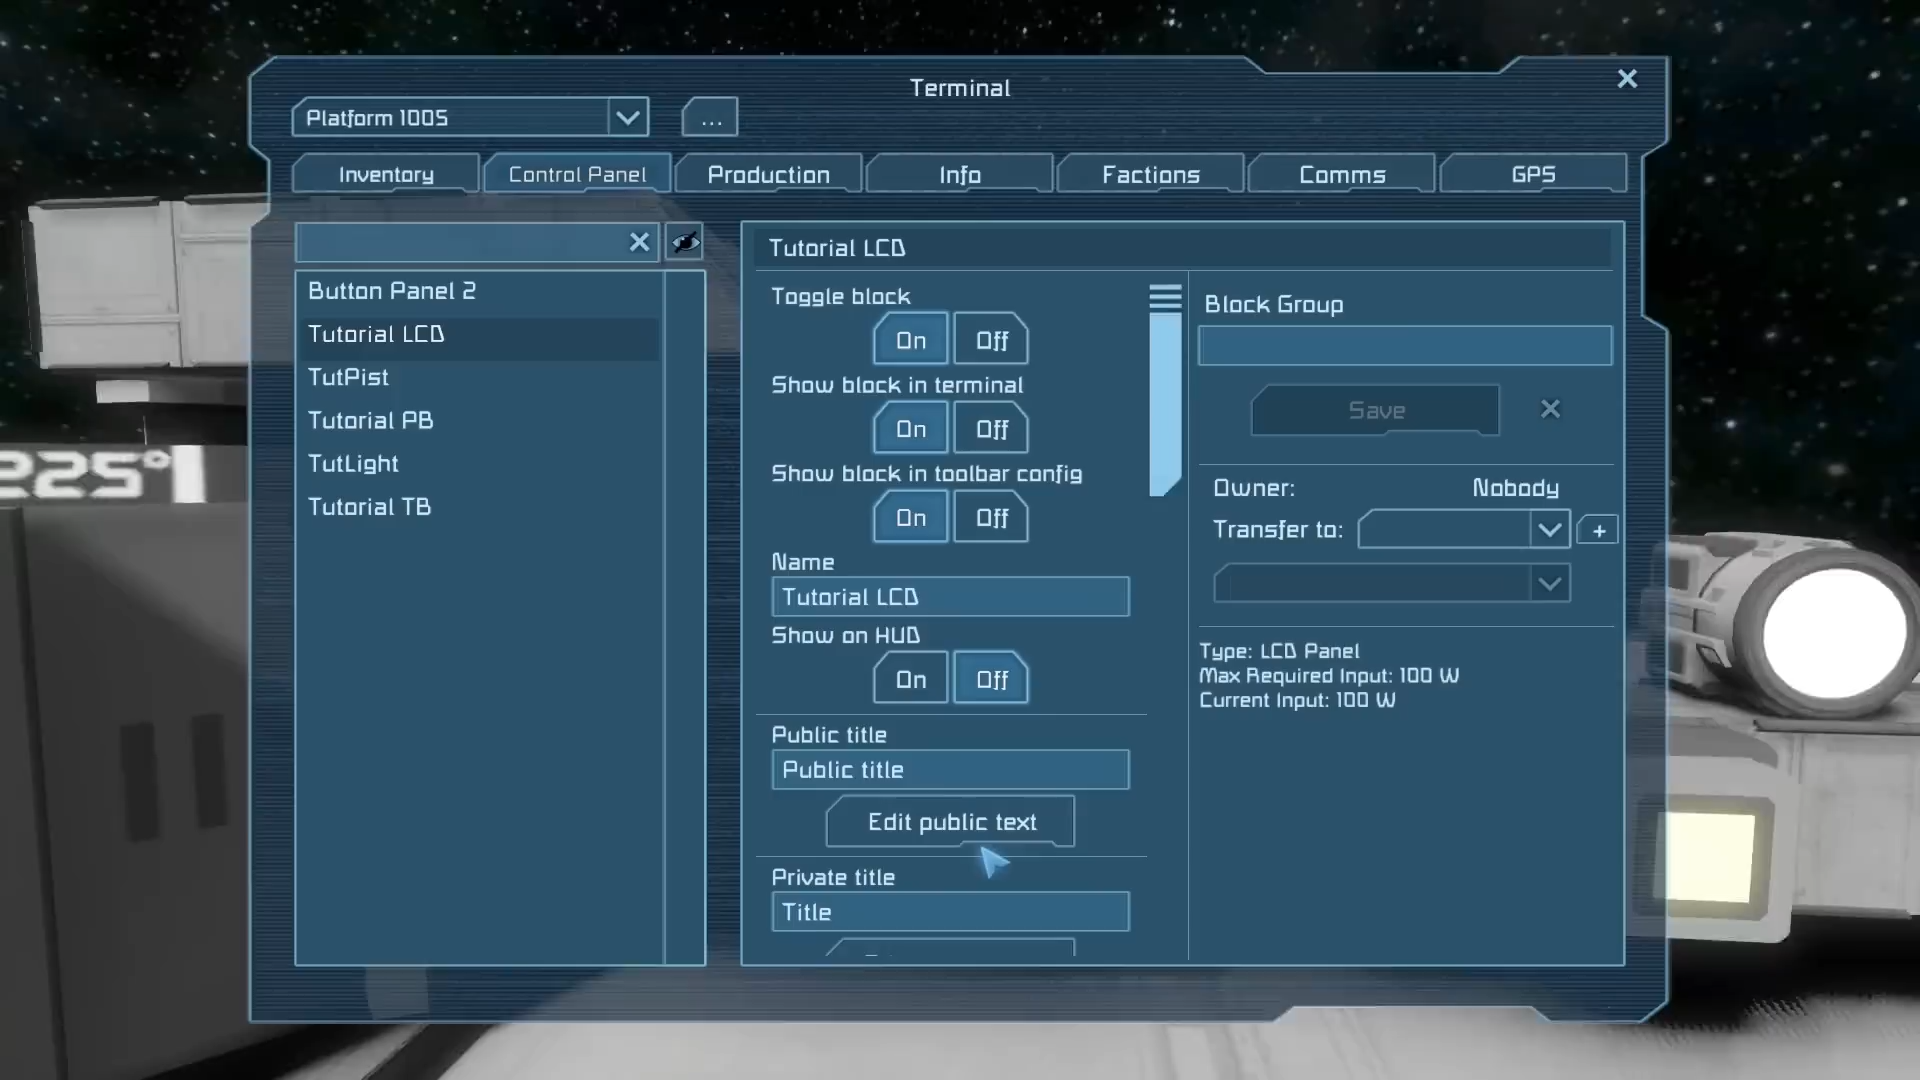 Terminal
Platform 1005
...
Inventory
Control Panel
Production
Info
Factions
Comms
GPS
Button Panel 2
Tutorial LCD
TutPist
Tutorial PB
TutLight
Tutorial TB
Tutorial LCD
Toggle block
On Off
Show block in terminal
On Off
Show block in toolbar config
On Off
Name
Tutorial LCD
Show on HUD
On Off
Public title
Public title
Edit public text
Private title
Title
Block Group
Save
Owner: Nobody
Transfer to:
+
Type: LCD Panel
Max Required Input: 100 W
Current Input: 100 W
225°